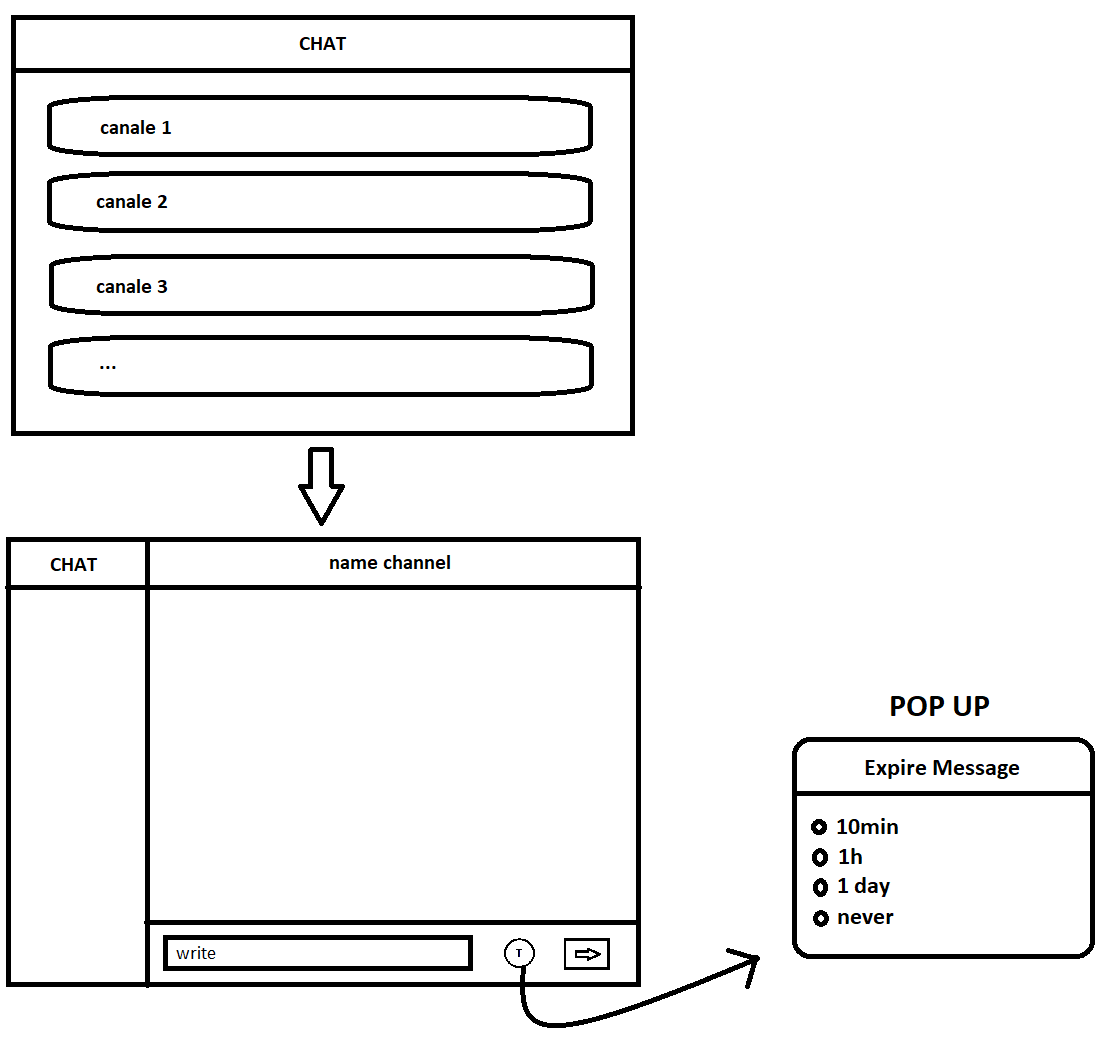 CHAT
canale 1
canale 2
canale 3
...
CHAT
name channel
write
T
POP UP
Expire Message
10min
1h
1 day
never